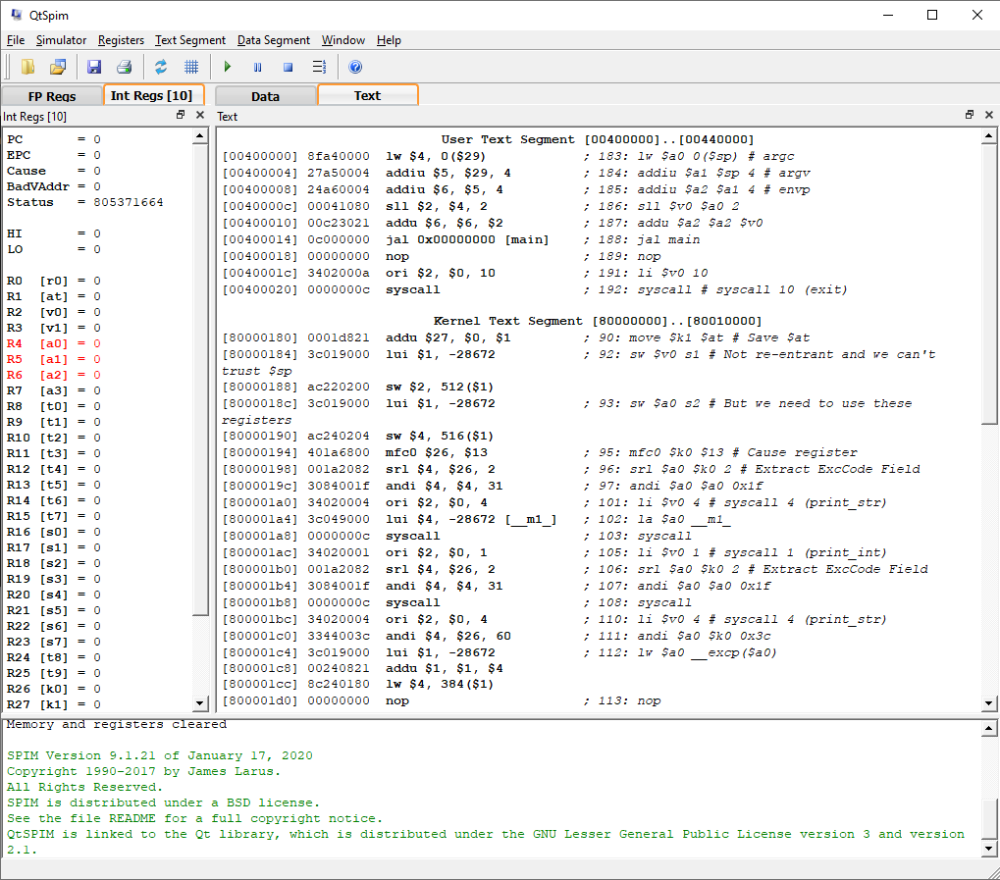 QtSpim
File Simulator Registers Text Segment Data Segment Window Help
FP Regs Int Regs [10] Data Text
Int Regs [10]
PC = 0
EPC = 0
Cause = 0
BadVAddr = 0
Status = 805371664
HI = 0
LO = 0
R0 [r0] = 0
R1 [at] = 0
R2 [v0] = 0
R3 [v1] = 0
R4 [a0] = 0
R5 [a1] = 0
R6 [a2] = 0
R7 [a3] = 0
R8 [t0] = 0
R9 [t1] = 0
R10 [t2] = 0
R11 [t3] = 0
R12 [t4] = 0
R13 [t5] = 0
R14 [t6] = 0
R15 [t7] = 0
R16 [s0] = 0
R17 [s1] = 0
R18 [s2] = 0
R19 [s3] = 0
R20 [s4] = 0
R21 [s5] = 0
R22 [s6] = 0
R23 [s7] = 0
R24 [t8] = 0
R25 [t9] = 0
R26 [k0] = 0
R27 [k1] = 0
Text
User Text Segment [00400000]..[00440000]
[00400000] 8fa40000 lw $4, 0($29) ; 183: lw $a0 0($sp) # argc
[00400004] 27a50004 addiu $5, $29, 4 ; 184: addiu $a1 $sp 4 # argv
[00400008] 24a60004 addiu $6, $5, 4 ; 185: addiu $a2 $a1 4 # envp
[0040000c] 00041080 sll $2, $4, 2 ; 186: sll $v0 $a0 2
[00400010] 00c23021 addu $6, $6, $2 ; 187: addu $a2 $a2 $v0
[00400014] 0c000000 jal 0x00000000 [main] ; 188: jal main
[00400018] 00000000 nop ; 189: nop
[0040001c] 3402000a ori $2, $0, 10 ; 191: li $v0 10
[00400020] 0000000c syscall ; 192: syscall # syscall 10 (exit)
Kernel Text Segment [80000000]..[80010000]
[80000180] 0001d821 addu $27, $0, $1 ; 90: move $k1 $at # Save $at
[80000184] 3c019000 lui $1, -28672 ; 92: sw $v0 s1 # Not re-entrant and we can't
trust $sp
[80000188] ac220200 sw $2, 512($1)
[8000018c] 3c019000 lui $1, -28672 ; 93: sw $a0 s2 # But we need to use these
registers
[80000190] ac240204 sw $4, 516($1)
[80000194] 401a6800 mfc0 $26, $13 ; 95: mfc0 $k0 $13 # Cause register
[80000198] 001a2082 srl $4, $26, 2 ; 96: srl $a0 $k0 2 # Extract ExcCode Field
[8000019c] 3084001f andi $4, $4, 31 ; 97: andi $a0 $a0 0x1f
[800001a0] 34020004 ori $2, $0, 4 ; 101: li $v0 4 # syscall 4 (print_str)
[800001a4] 3c049000 lui $4, -28672 [__m1_] ; 102: la $a0 __m1_
[800001a8] 0000000c syscall ; 103: syscall
[800001ac] 34020001 ori $2, $0, 1 ; 105: li $v0 1 # syscall 1 (print_int)
[800001b0] 001a2082 srl $4, $26, 2 ; 106: srl $a0 $k0 2 # Extract ExcCode Field
[800001b4] 3084001f andi $4, $4, 31 ; 107: andi $a0 $a0 0x1f
[800001b8] 0000000c syscall ; 108: syscall
[800001bc] 34020004 ori $2, $0, 4 ; 110: li $v0 4 # syscall 4 (print_str)
[800001c0] 3344003c andi $4, $26, 60 ; 111: andi $a0 $k0 0x3c
[800001c4] 3c019000 lui $1, -28672 ; 112: lw $a0 __excp($a0)
[800001c8] 00240821 addu $1, $1, $4
[800001cc] 8c240180 lw $4, 384($1)
[800001d0] 00000000 nop ; 113: nop
Memory and registers cleared
SPIM Version 9.1.21 of January 17, 2020
Copyright 1990-2017 by James Larus.
All Rights Reserved.
SPIM is distributed under a BSD license.
See the file README for a full copyright notice.
QtSPIM is linked to the Qt library, which is distributed under the GNU Lesser General Public License version 3 and version
2.1.